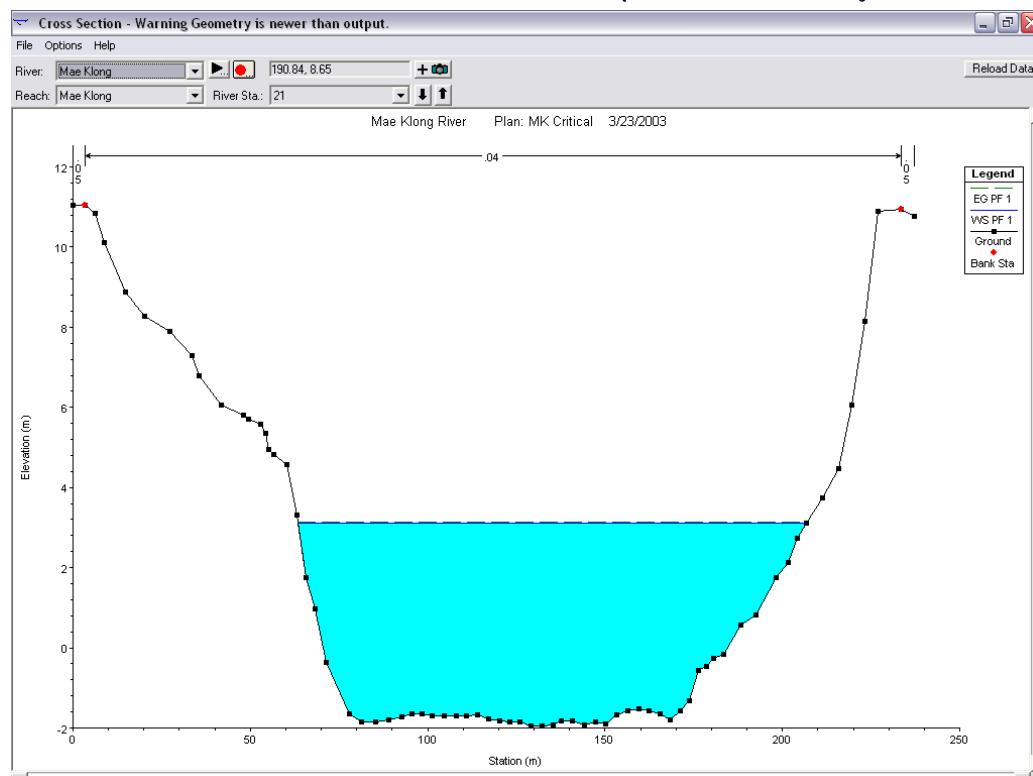 Cross Section - Warning Geometry is newer than output.
File Options Help
River: Mae Klong 190.84, 8.65 Reload Data
Reach: Mae Klong River Sta.: 21
Mae Klong River Plan: MK Critical 3/23/2003
.05 .04 .05
Legend
EG PF 1
WS PF 1
Ground
Bank Sta
12
10
8
6
4
2
0
-2
Elevation (m)
0 50 100 150 200 250
Station (m)